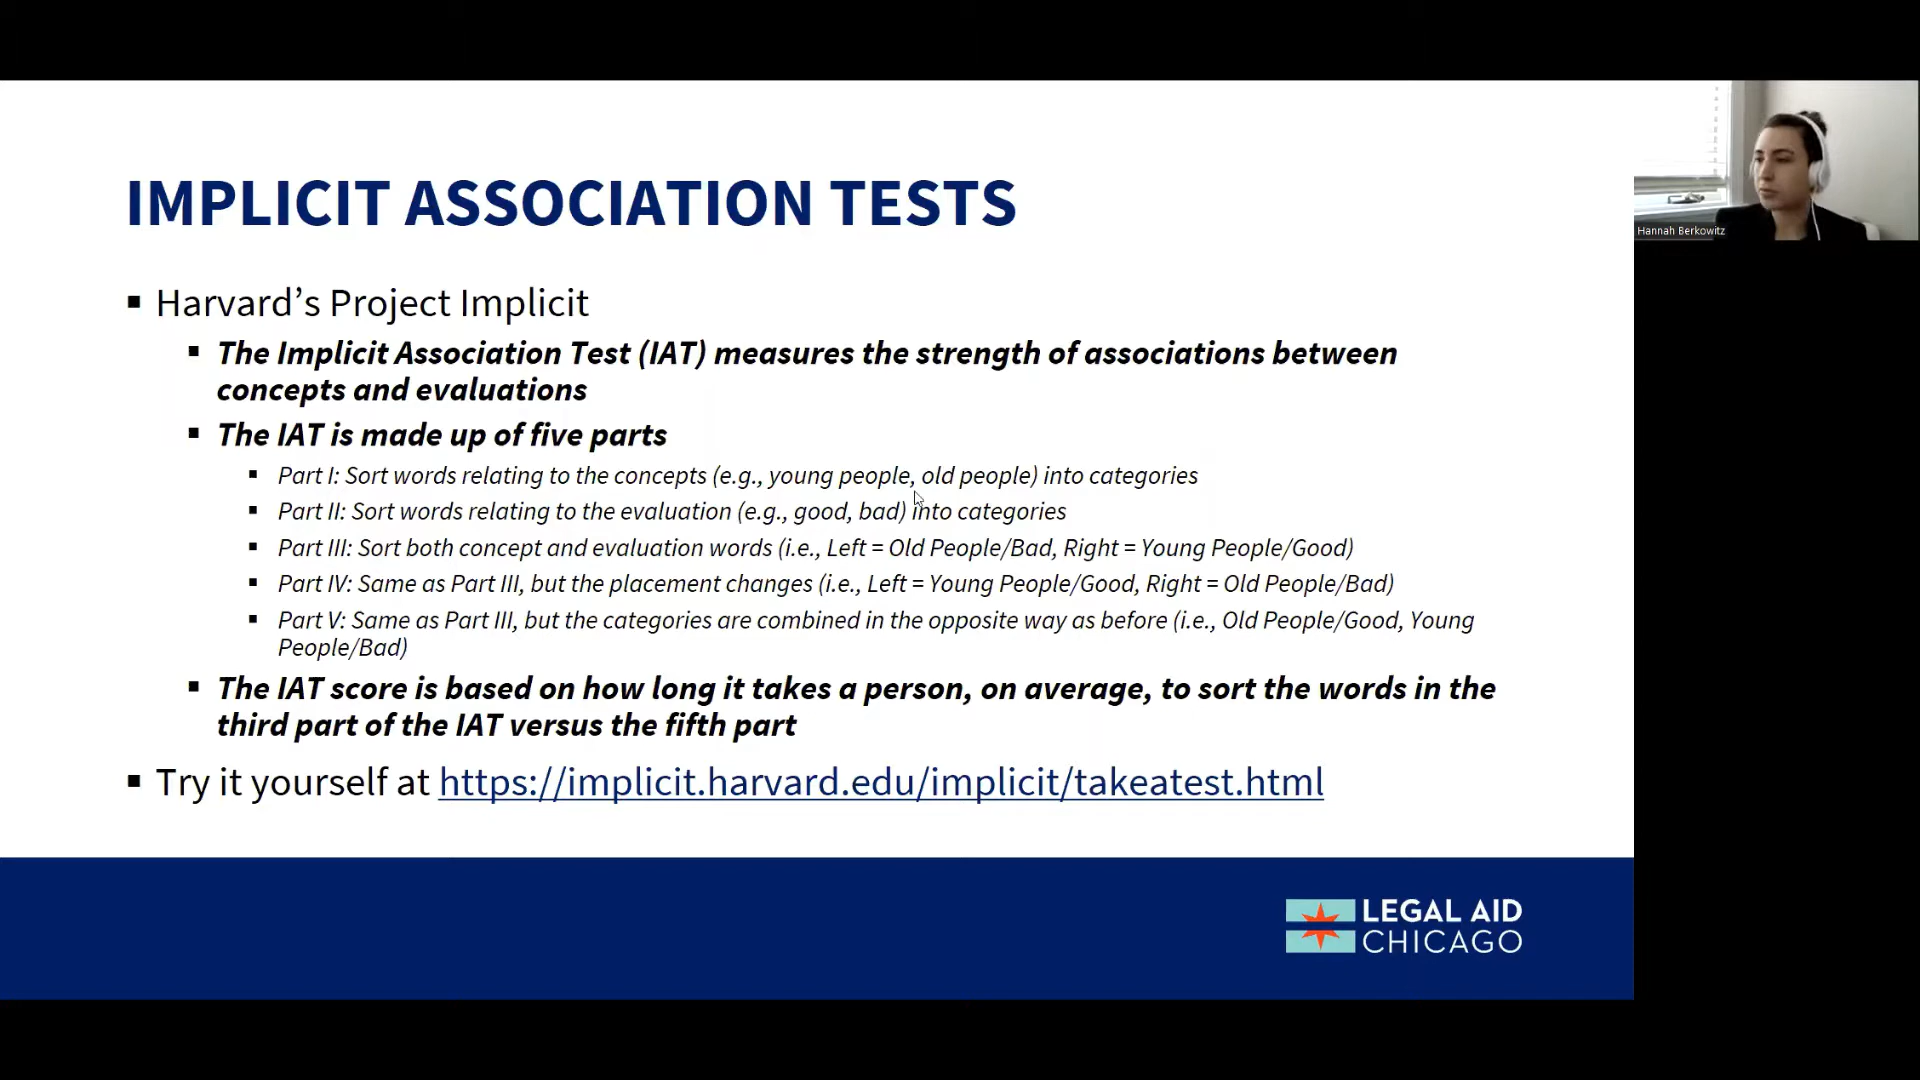 IMPLICIT ASSOCIATION TESTS
Hannah Berkowitz
▪ Harvard’s Project Implicit
▪ The Implicit Association Test (IAT) measures the strength of associations between
concepts and evaluations
▪ The IAT is made up of five parts
▪ Part I: Sort words relating to the concepts (e.g., young people, old people) into categories
▪ Part II: Sort words relating to the evaluation (e.g., good, bad) into categories
▪ Part III: Sort both concept and evaluation words (i.e., Left = Old People/Bad, Right = Young People/Good)
▪ Part IV: Same as Part III, but the placement changes (i.e., Left = Young People/Good, Right = Old People/Bad)
▪ Part V: Same as Part III, but the categories are combined in the opposite way as before (i.e., Old People/Good, Young
People/Bad)
▪ The IAT score is based on how long it takes a person, on average, to sort the words in the
third part of the IAT versus the fifth part
▪ Try it yourself at https://implicit.harvard.edu/implicit/takeatest.html
LEGAL AID
CHICAGO